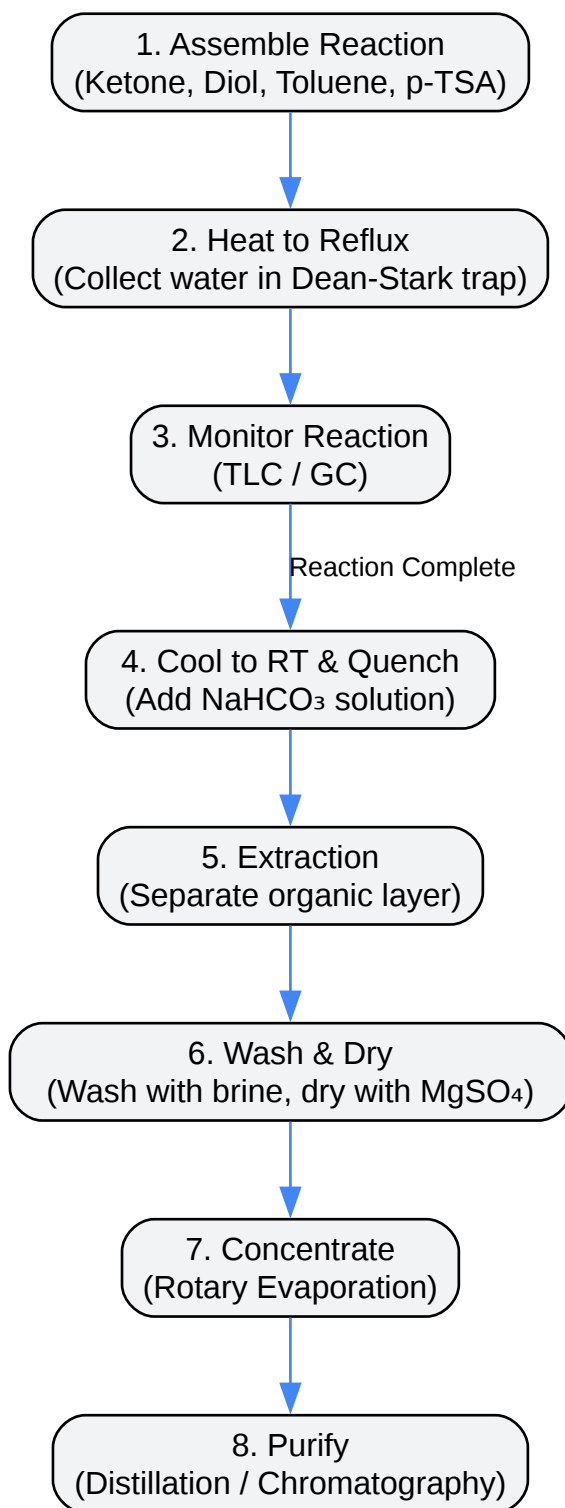 1. Assemble Reaction
(Ketone, Diol, Toluene, p-TSA)
2. Heat to Reflux
(Collect water in Dean-Stark trap)
3. Monitor Reaction
(TLC / GC)
Reaction Complete
4. Cool to RT & Quench
(Add NaHCO₃ solution)
5. Extraction
(Separate organic layer)
6. Wash & Dry
(Wash with brine, dry with MgSO₄)
7. Concentrate
(Rotary Evaporation)
8. Purify
(Distillation / Chromatography)